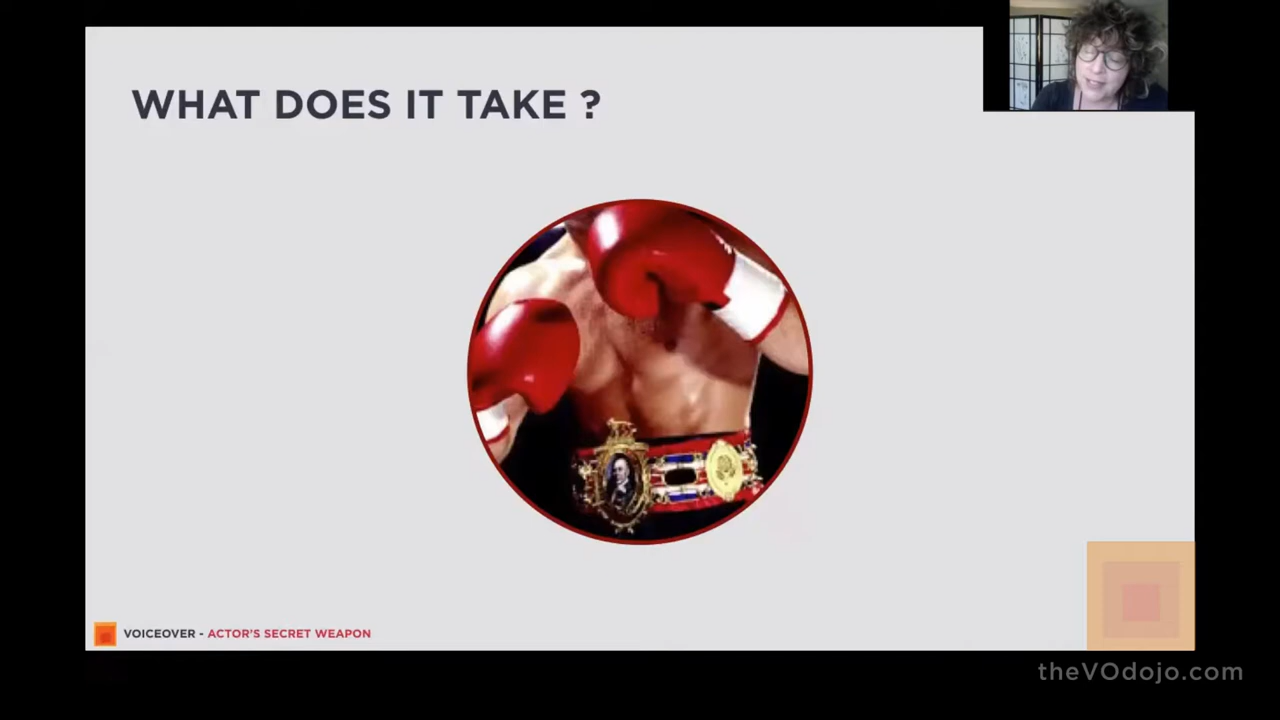 WHAT DOES IT TAKE ?
VOICEOVER - ACTOR'S SECRET WEAPON
theVOdojo.com